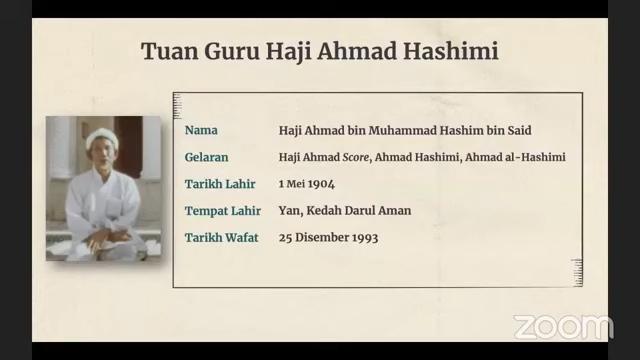 Tuan Guru Haji Ahmad Hashimi
Nama Haji Ahmad bin Muhammad Hashim bin Said
Gelaran Haji Ahmad Score, Ahmad Hashimi, Ahmad al-Hashimi
Tarikh Lahir 1 Mei 1904
Tempat Lahir Yan, Kedah Darul Aman
Tarikh Wafat 25 Disember 1993
zoom